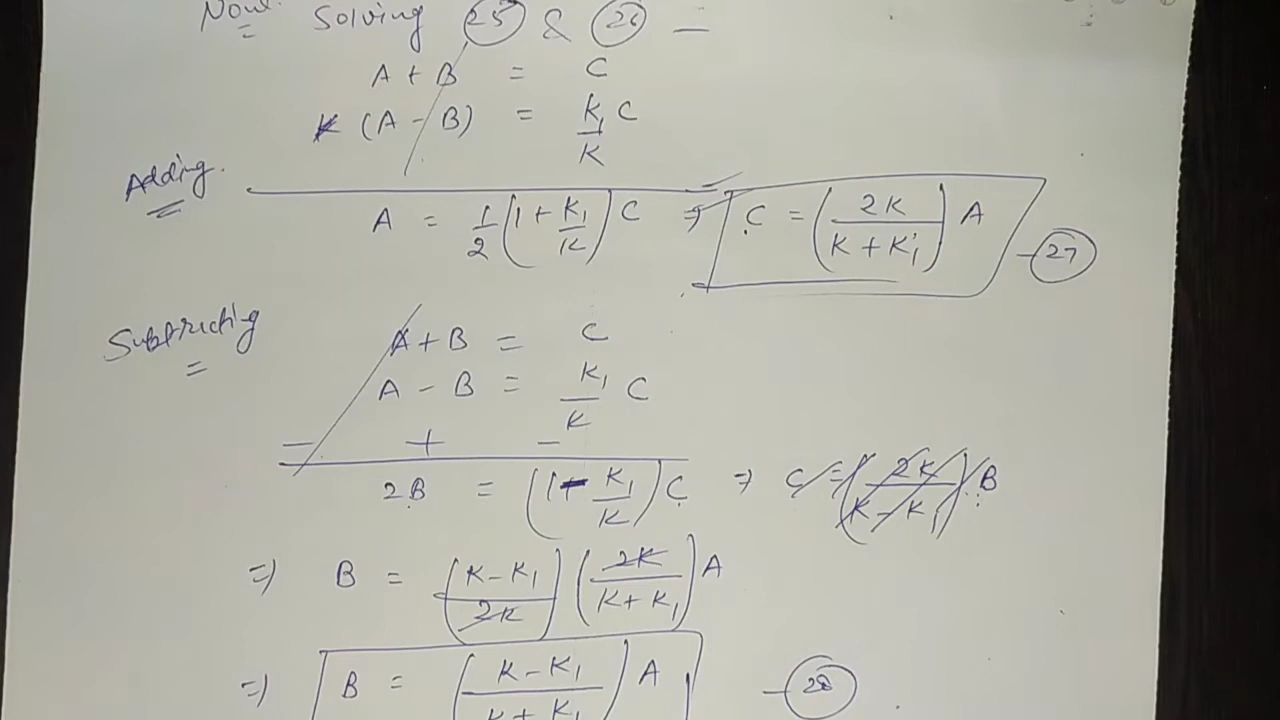 Now. Solving (25) & (26) —
A + B = C
K (A - B) = K₁/K C
Adding.
A = 1/2 (1 + K₁/K) C ⇒ C = (2K / K + K₁) A —(27)
Subtructing
A + B = C
A - B = K₁/K C
- + -
2B = (1 - K₁/K) C ⇒ C = (2K / K - K₁) B
⇒) B = (K - K₁ / 2K) (2K / K + K₁) A
⇒) B = (K - K₁ / K + K₁) A —(28)